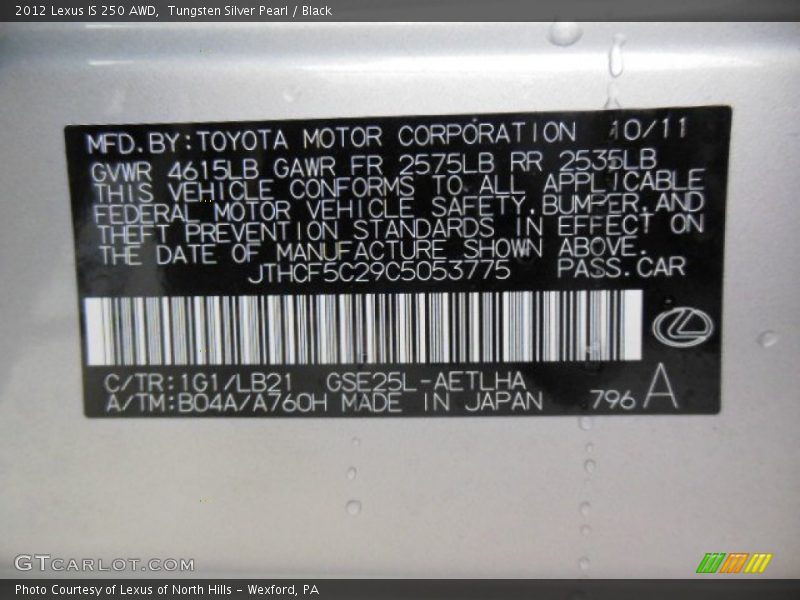 2012 Lexus IS 250 AWD,  Tungsten Silver Pearl / Black
MFD.BY:TOYOTA MOTOR CORPORATION 10/11
GVWR 4615LB GAWR FR 2575LB RR 2535LB
THIS VEHICLE CONFORMS TO ALL APPLICABLE
FEDERAL MOTOR VEHICLE SAFETY,BUMPER,AND
THEFT PREVENTION STANDARDS IN EFFECT ON
THE DATE OF MANUFACTURE SHOWN ABOVE.
JTHCF5C29C5053775 PASS.CAR
C/TR:1G1/LB21 GSE25L-AETLHA
A/TM:B04A/A760H MADE IN JAPAN 796 A
GTCARLOT.COM
Photo Courtesy of Lexus of North Hills - Wexford, PA